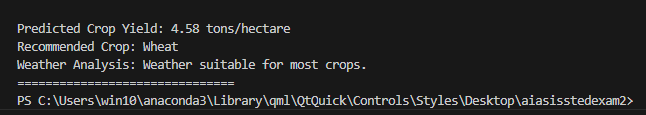 Predicted Crop Yield: 4.58 tons/hectare
Recommended Crop: Wheat
Weather Analysis: Weather suitable for most crops.
===============================
PS C:\Users\win10\anaconda3\Library\qml\QtQuick\Controls\Styles\Desktop\aiasisstedexam2>